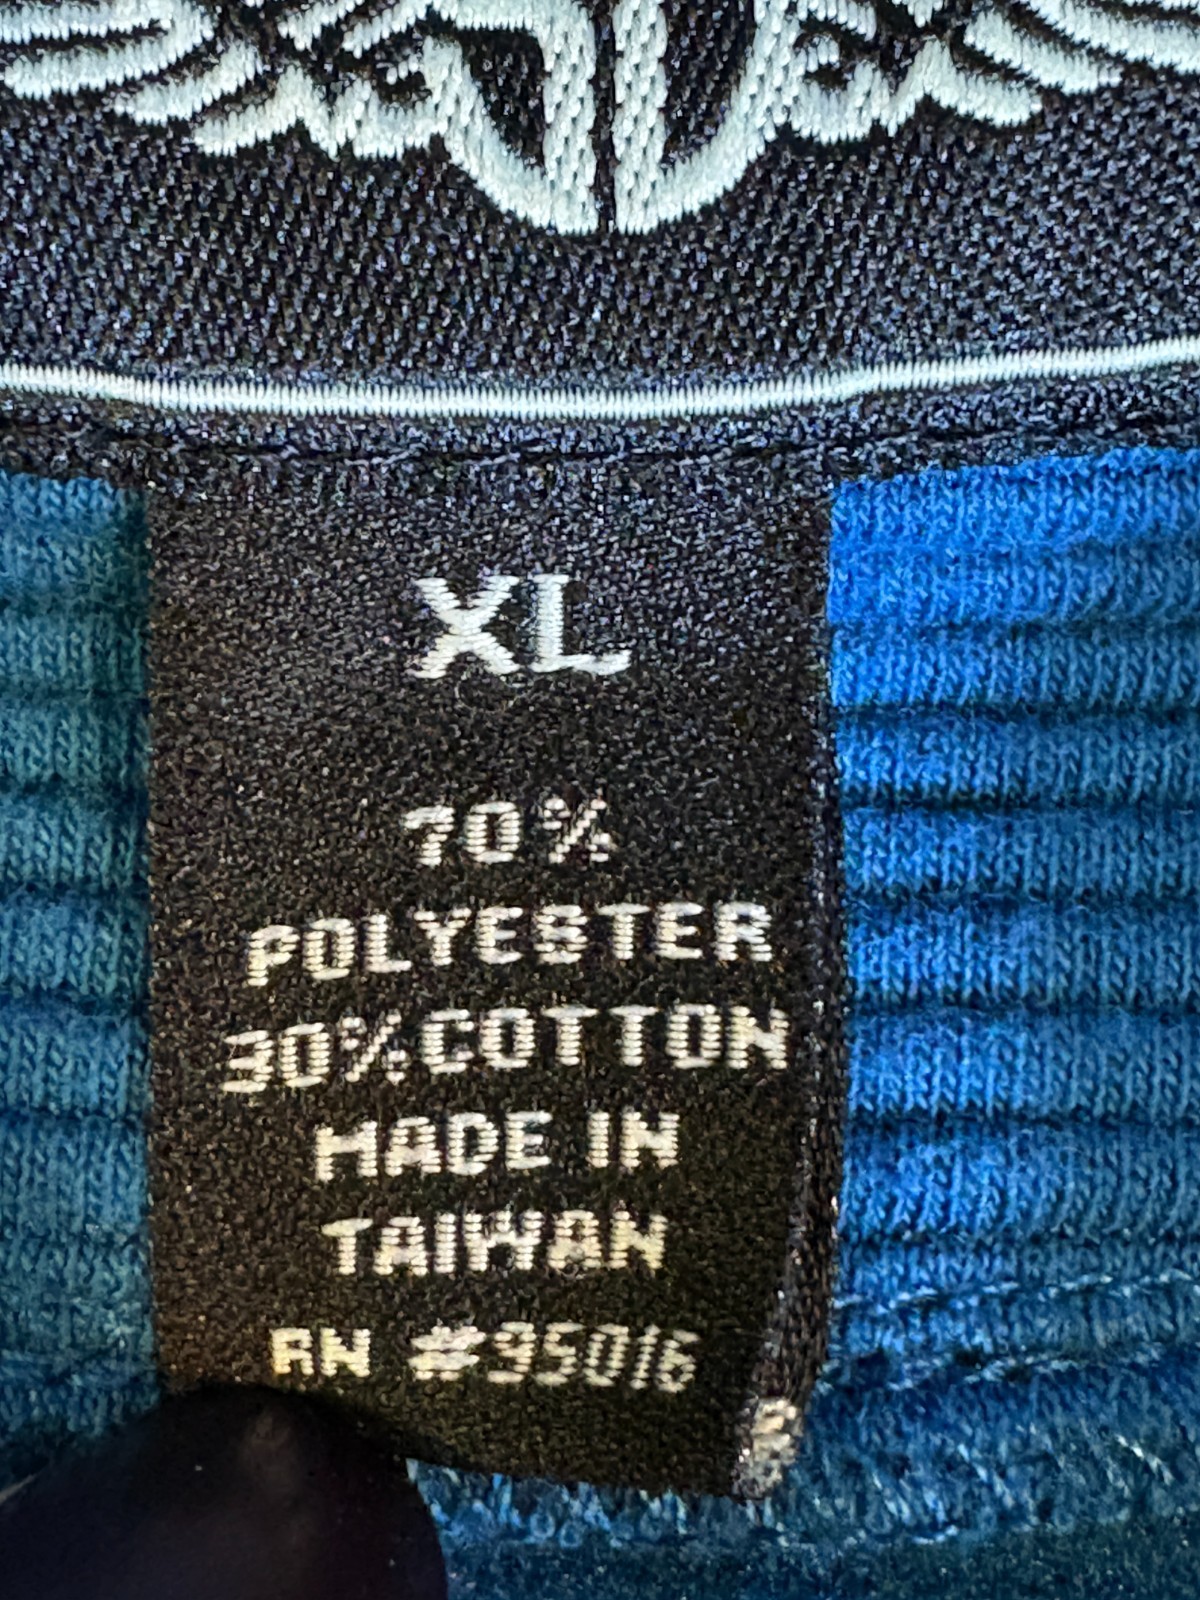 XL
70%
POLYESTER
30%COTTON
MADE IN
TAIWAN
RN #95016